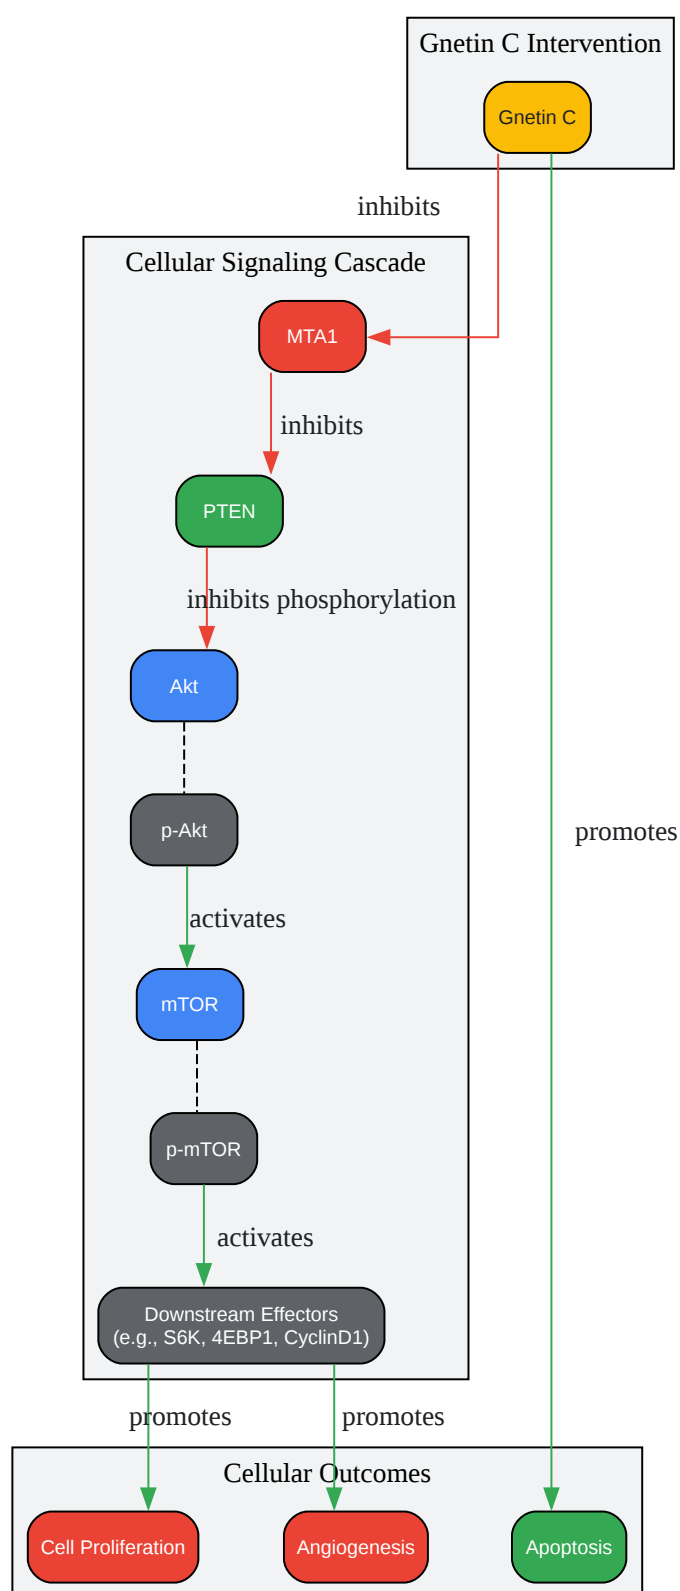 Gnetin C Intervention
Gnetin C
inhibits
Cellular Signaling Cascade
MTA1
inhibits
PTEN
inhibits phosphorylation
Akt
p-Akt
promotes
activates
mTOR
p-mTOR
activates
Downstream Effectors
(e.g., S6K, 4EBP1, CyclinD1)
promotes
promotes
Cellular Outcomes
Cell Proliferation
Angiogenesis
Apoptosis